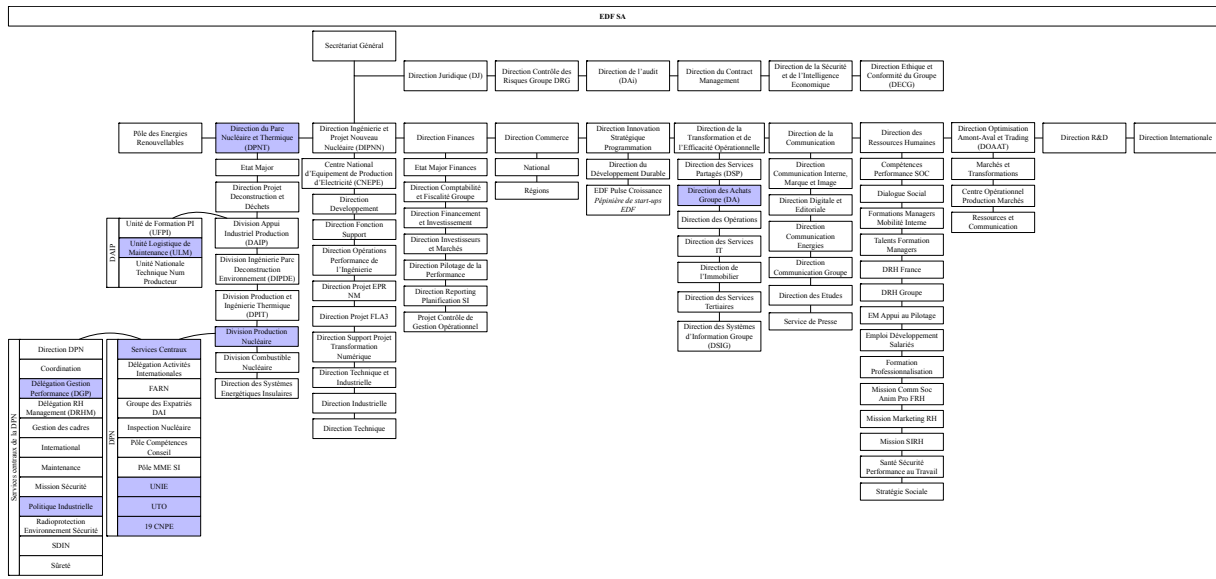 EDF SA
Secrétariat Général
Direction Juridique (DJ)
Direction Contrôle des
Risques Groupe DRG
Direction de l'audit
(DAi)
Direction du Contract
Management
Direction de la Sécurité
et de l'Intelligence
Economique
Direction Ethique et
Conformité du Groupe
(DECG)
Pôle des Energies
Renouvellables
Direction du Parc
Nucléaire et Thermique
(DPNT)
Direction Ingénierie et
Projet Nouveau
Nucléaire (DIPNN)
Direction Finances
Direction Commerce
Direction Innovation
Stratégique
Programmation
Direction de la
Transformation et de
l'Efficacité Opérationnelle
Direction de la
Communication
Direction des
Ressources Humaines
Direction Optimisation
Amont-Aval et Trading
(DOAAT)
Direction R&D
Direction Internationale
Etat Major
Direction Projet
Deconstruction et
Déchets
Division Appui
Industriel Production
(DAIP)
Division Ingénierie Parc
Deconstruction
Environnement (DIPDE)
Division Production et
Ingénierie Thermique
(DPIT)
Division Production
Nucléaire
Division Combustible
Nucléaire
Direction des Systèmes
Energétiques Insulaires
Centre National
d'Equipement de Production
d'Electricité (CNEPE)
Direction
Developpement
Direction Fonction
Support
Direction Opérations
Performance de
l'Ingénierie
Direction Projet EPR
NM
Direction Projet FLA3
Direction Support Projet
Transformation
Numérique
Direction Technique et
Industrielle
Direction Industrielle
Direction Technique
Etat Major Finances
Direction Comptabilité
et Fiscalité Groupe
Direction Financement
et Investissement
Direction Investisseurs
et Marchés
Direction Pilotage de la
Performance
Direction Reporting
Planification SI
Projet Contrôle de
Gestion Opérationnel
National
Régions
Direction du
Développement Durable
EDF Pulse Croissance
Pépinière de start-ups
EDF
Direction des Services
Partagés (DSP)
Direction des Achats
Groupe (DA)
Direction des Opérations
Direction des Services
IT
Direction de
l'Immobilier
Direction des Services
Tertiaires
Direction des Systèmes
d'Information Groupe
(DSIG)
Direction
Communication Interne,
Marque et Image
Direction Digitale et
Editoriale
Direction
Communication
Energies
Direction
Communication Groupe
Direction des Etudes
Service de Presse
Compétences
Performance SOC
Dialogue Social
Formations Managers
Mobilité Interne
Talents Formation
Managers
DRH France
DRH Groupe
EM Appui au Pilotage
Emploi Développement
Salariés
Formation
Professionnalisation
Mission Comm Soc
Anim Pro FRH
Mission Marketing RH
Mission SIRH
Santé Sécurité
Performance au Travail
Stratégie Sociale
Marchés et
Transformations
Centre Opérationnel
Production Marchés
Ressources et
Communication
DAIP
Unité de Formation PI
(UFPI)
Unité Logistique de
Maintenance (ULM)
Unité Nationale
Technique Num
Producteur
Services centraux de la DPN
Direction DPN
Coordination
Délégation Gestion
Performance (DGP)
Délégation RH
Management (DRHM)
Gestion des cadres
International
Maintenance
Mission Sécurité
Politique Industrielle
Radioprotection
Environnement Sécurité
SDIN
Sûreté
DPN
Services Centraux
Délégation Activités
Internationales
FARN
Groupe des Expatriés
DAI
Inspection Nucléaire
Pôle Compétences
Conseil
Pôle MME SI
UNIE
UTO
19 CNPE